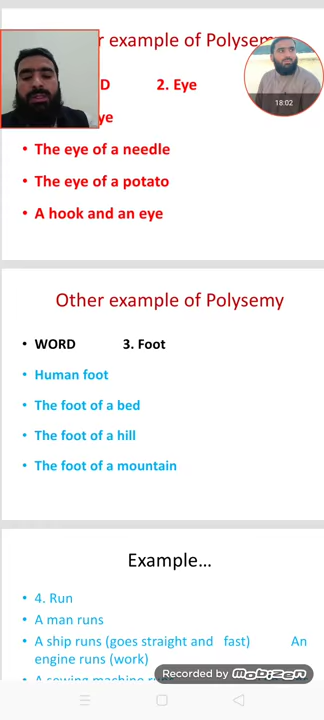 r example of Polysem
D 2. Eye
ye
• The eye of a needle
• The eye of a potato
• A hook and an eye
18:02
Other example of Polysemy
• WORD 3. Foot
• Human foot
• The foot of a bed
• The foot of a hill
• The foot of a mountain
Example...
• 4. Run
• A man runs
• A ship runs (goes straight and fast) An
engine runs (work)
• A sewing machine
Recorded by
mobizen